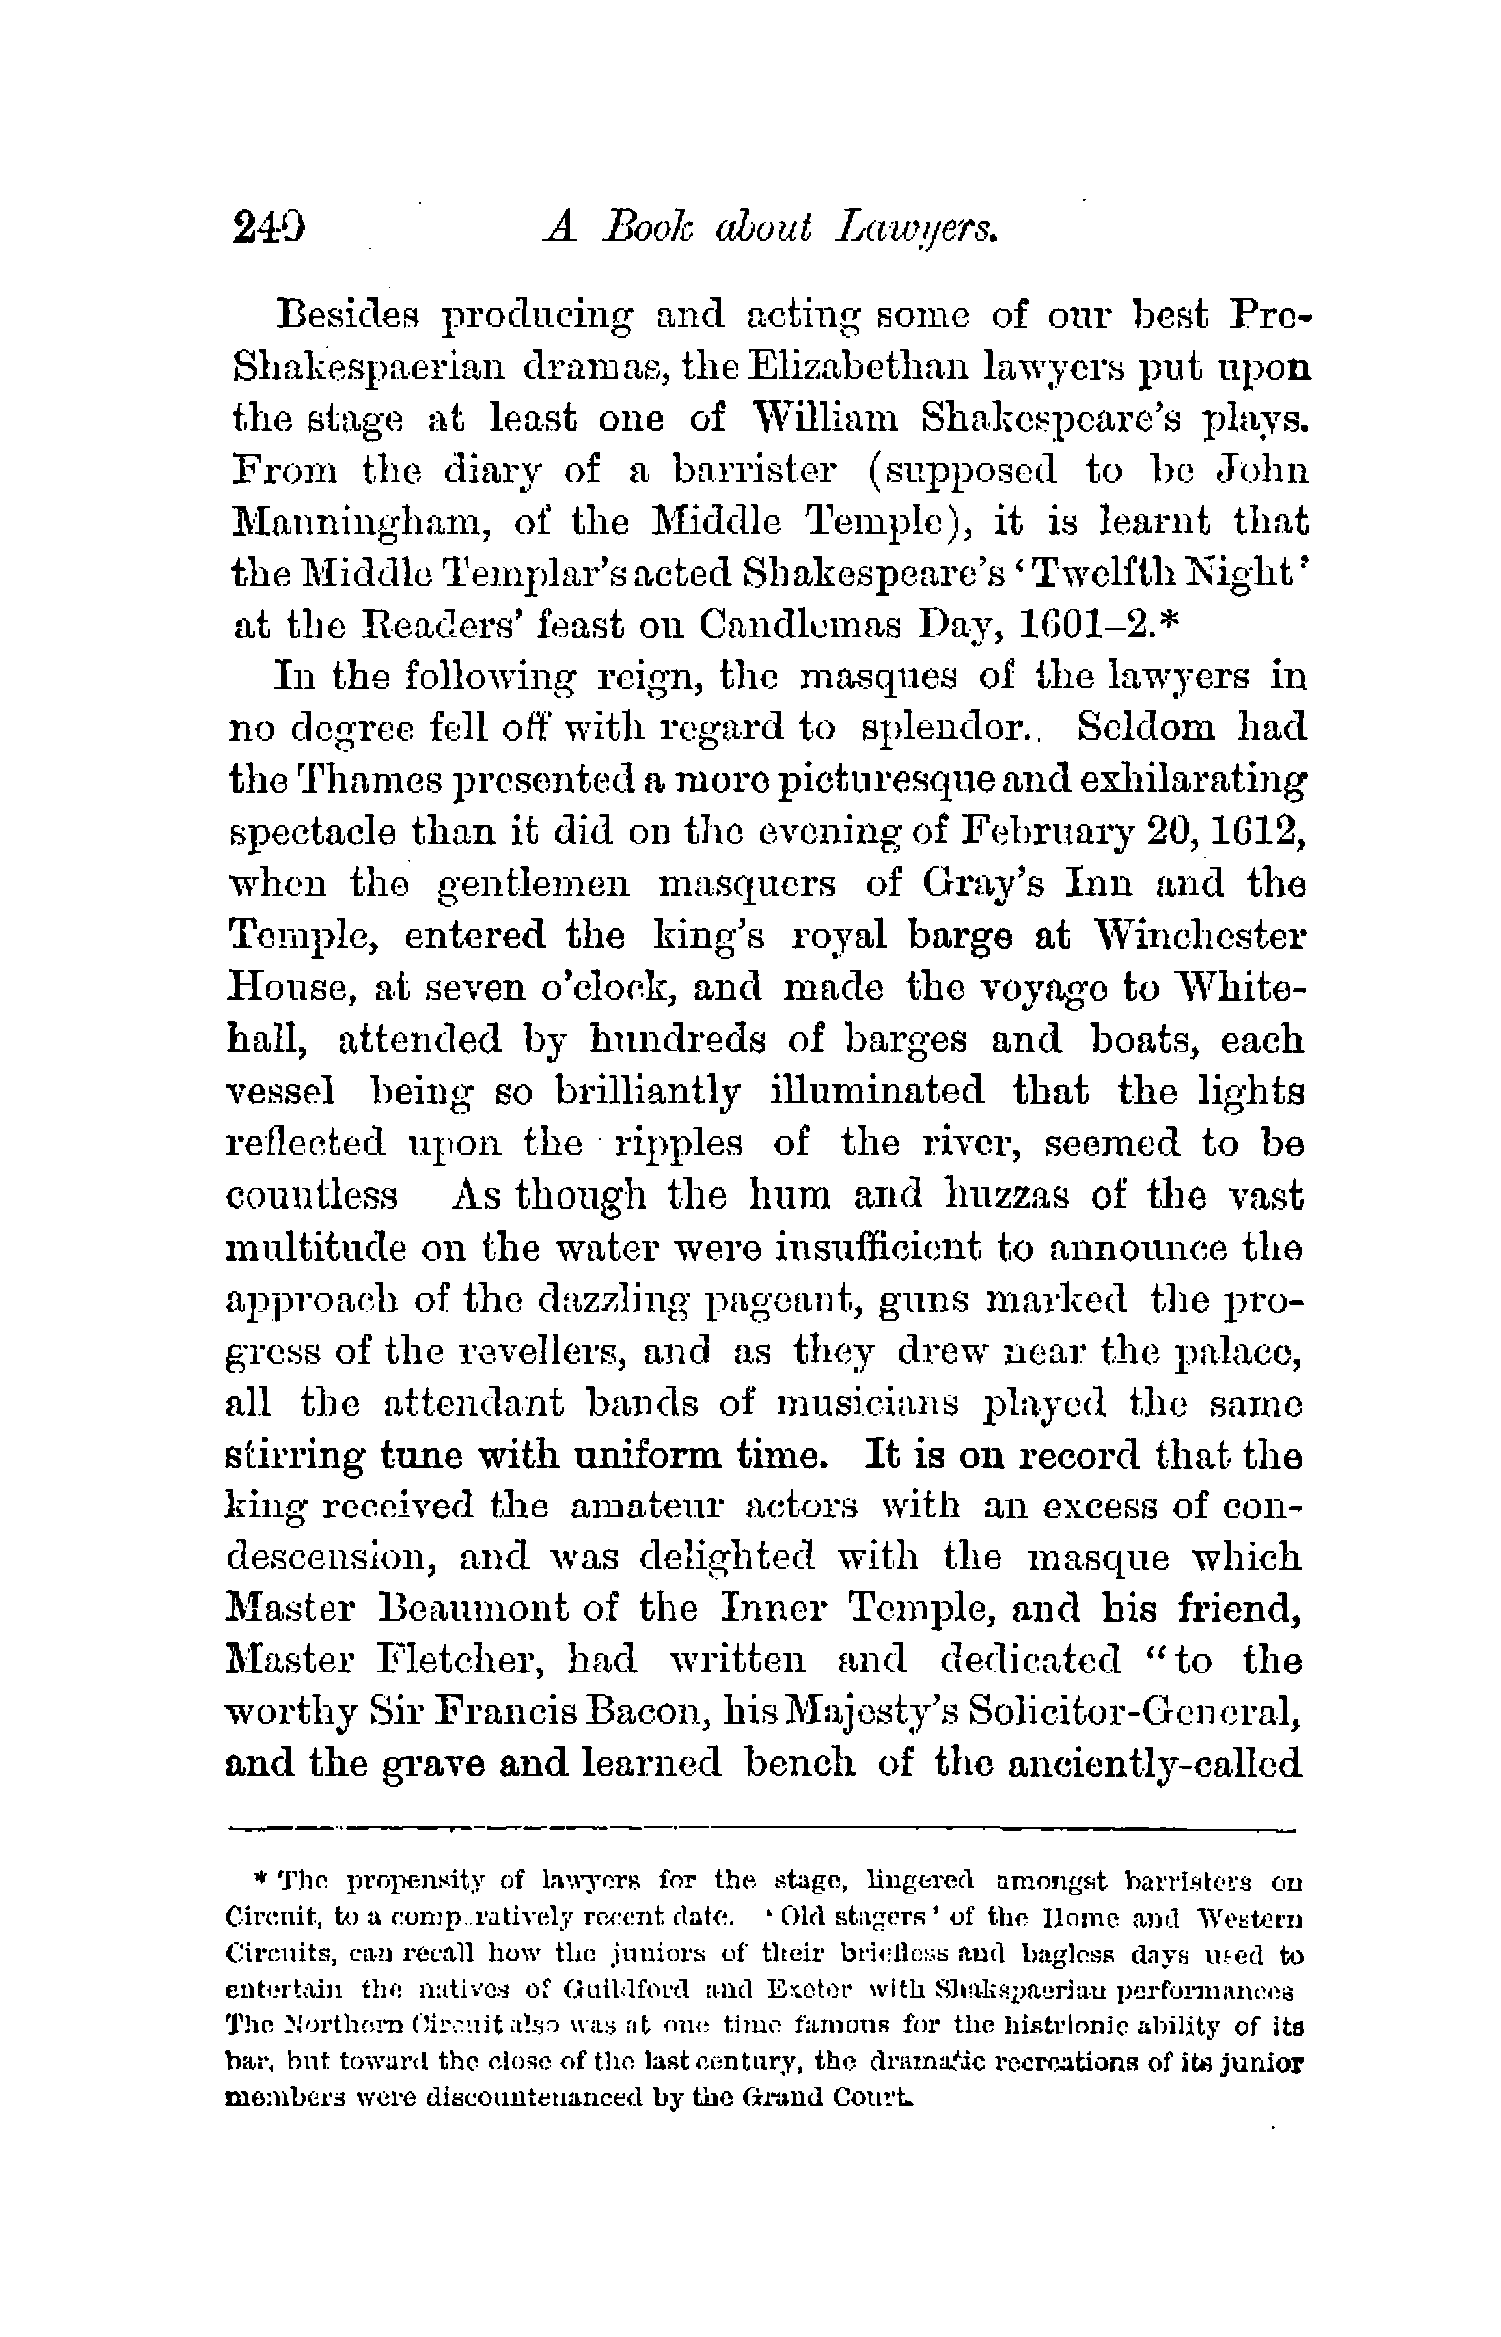 240 A Book about Lawyers.
Besides producing and acting some of our best Pre-
Shakespaerian dramas, the Elizabethan lawyers put upon
the stage at least one of William Shakespeare's plays.
From the diary of a barrister (supposed to be John
Manningham, of the Middle Temple), it is learnt that
the Middle Templar's acted Shakespeare's ‘Twelfth Night’
at the Readers' feast on Candlemas Day, 1601–2.*
In the following reign, the masques of the lawyers in
no degree fell off with regard to splendor. Seldom had
the Thames presented a more picturesque and exhilarating
spectacle than it did on the evening of February 20, 1612,
when the gentlemen masquers of Gray's Inn and the
Temple, entered the king's royal barge at Winchester
House, at seven o'clock, and made the voyage to White-
hall, attended by hundreds of barges and boats, each
vessel being so brilliantly illuminated that the lights
reflected upon the ripples of the river, seemed to be
countless As though the hum and huzzas of the vast
multitude on the water were insufficient to announce the
approach of the dazzling pageant, guns marked the pro-
gress of the revellers, and as they drew near the palace,
all the attendant bands of musicians played the same
stirring tune with uniform time. It is on record that the
king received the amateur actors with an excess of con-
descension, and was delighted with the masque which
Master Beaumont of the Inner Temple, and his friend,
Master Fletcher, had written and dedicated “to the
worthy Sir Francis Bacon, his Majesty's Solicitor-General,
and the grave and learned bench of the anciently-called
* The propensity of lawyers for the stage, lingered amongst barristers on
Circuit, to a comparatively recent date. ‘Old stagers’ of the Home and Western
Circuits, can recall how the juniors of their briefless and bagless days used to
entertain the natives of Guildford and Exeter with Shakspaerian performances
The Northern Circuit also was at one time famous for the histrionic ability of its
bar, but toward the close of the last century, the dramatic recreations of its junior
members were discountenanced by the Grand Court.